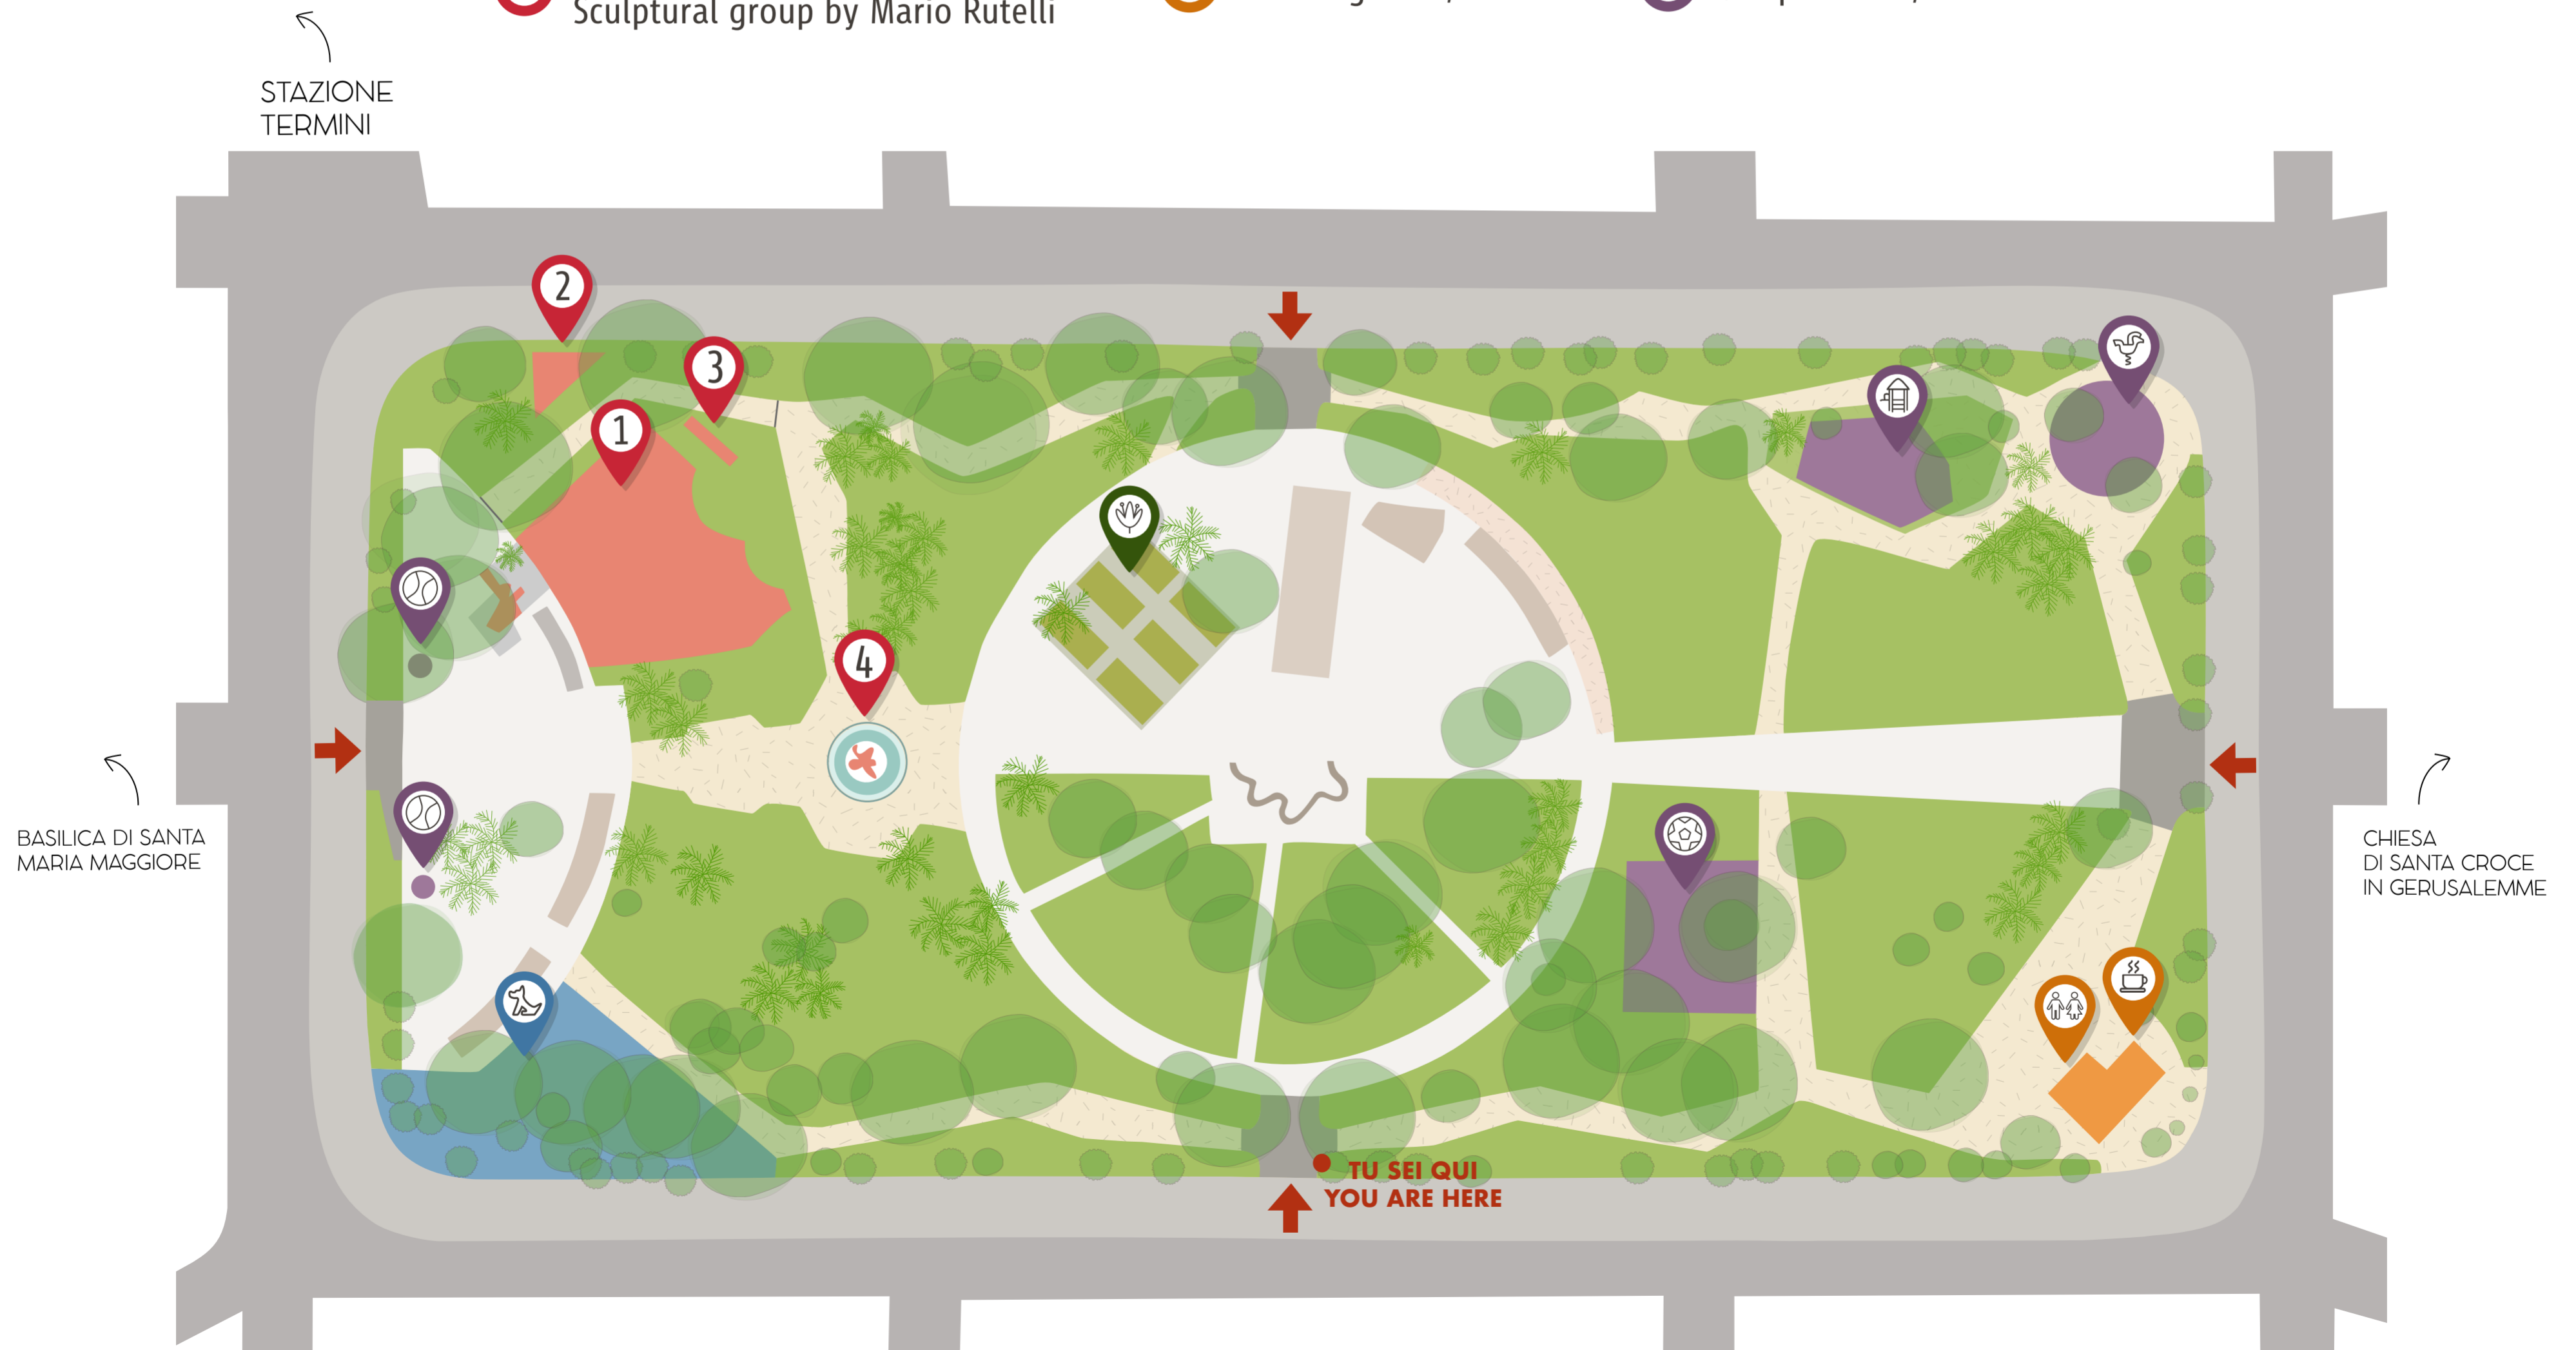 Sculptural group by Mario Rutelli
STAZIONE
TERMINI
2
3
1
4
BASILICA DI SANTA
MARIA MAGGIORE
CHIESA
DI SANTA CROCE
IN GERUSALEMME
TU SEI QUI
YOU ARE HERE